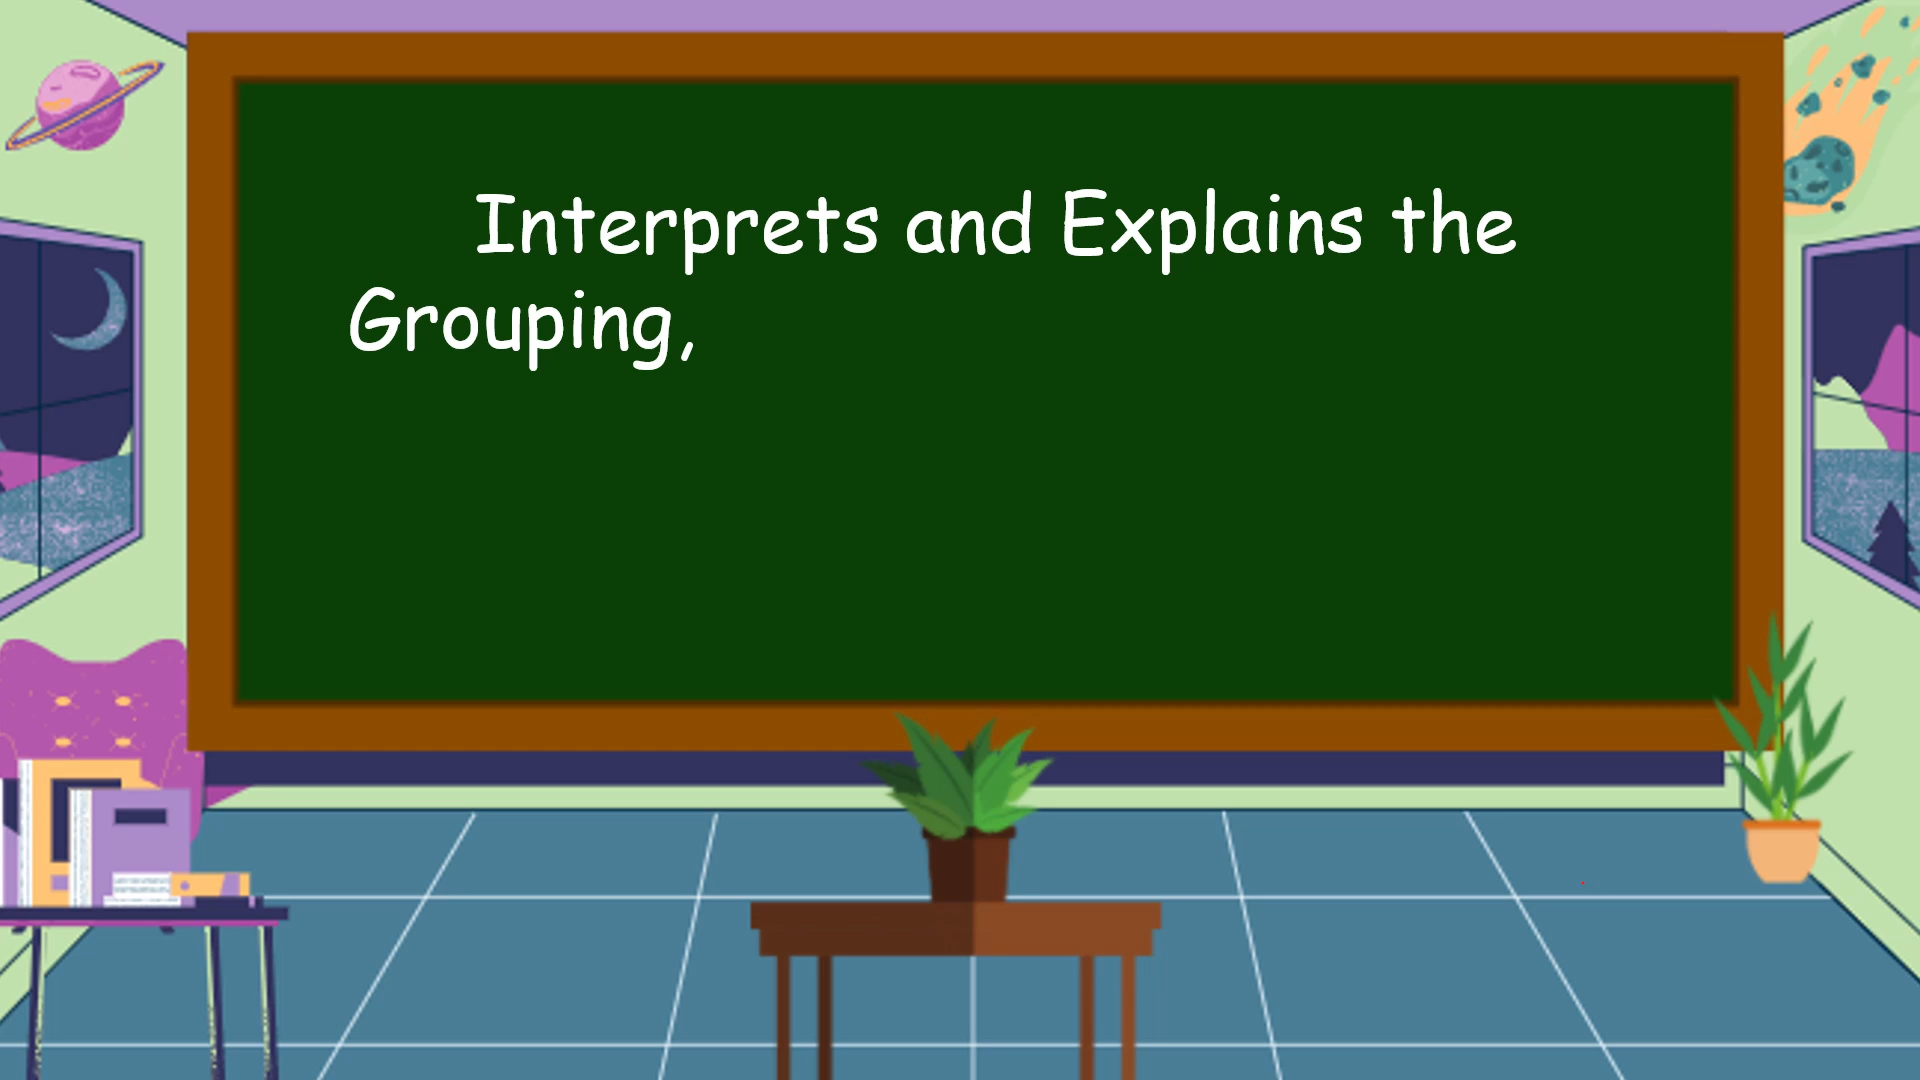 Interprets and Explains the
Grouping,